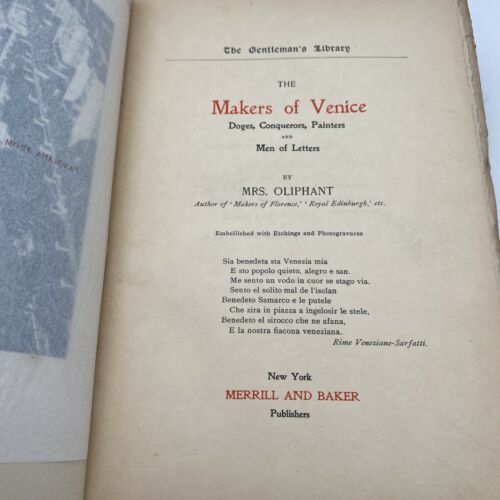 PANORAMA FROM
The Gentleman's Library
THE
Makers of Venice
Doges, Conquerors, Painters
AND
Men of Letters
BY
MRS. OLIPHANT
Author of 'Makers of Florence,' 'Royal Edinburgh,' etc.
Embellished with Etchings and Photogravures
Sia benedeta sta Venezia mia
E sto popolo quieto, alegro e san.
Me sento un vodo in cuor se stago via.
Sento el solito mal de l'isolan
Benedeto Samarco e le putele
Che zira in piazza a ingelosir le stele,
Benedeto el sirocco che ne afana,
E la nostra fiacona veneziana.
Rime Veneziane-Sarfatti.
New York
MERRILL AND BAKER
Publishers